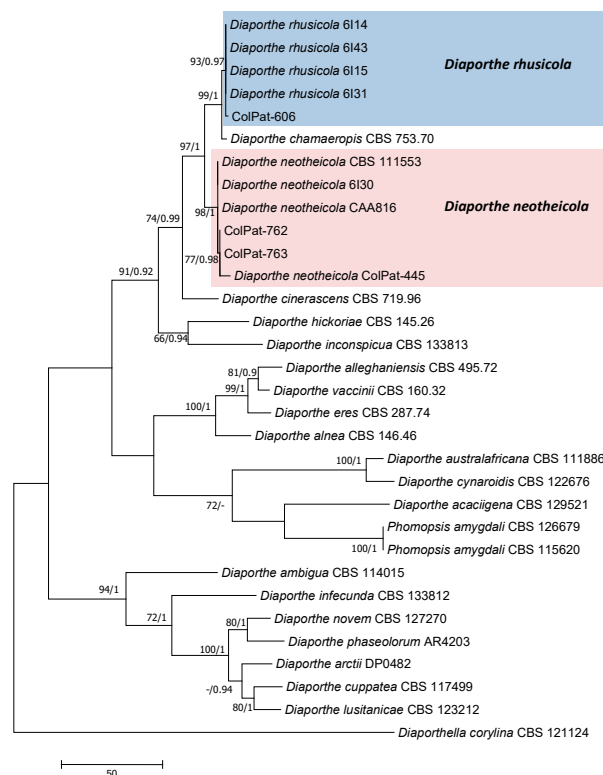 Diaporthe rhusicola 6I14
Diaporthe rhusicola 6I43
93/0.97
Diaporthe rhusicola
Diaporthe rhusicola 6I15
99/1
Diaporthe rhusicola 6I31
ColPat-606
Diaporthe chamaeropis CBS 753.70
97/1
Diaporthe neotheicola CBS 111553
Diaporthe neotheicola 6I30
Diaporthe neotheicola CAA816
Diaporthe neotheicola
98/1
74/0.99
ColPat-762
ColPat-763
77/0.98
Diaporthe neotheicola ColPat-445
91/0.92
Diaporthe cinerascens CBS 719.96
Diaporthe hickoriae CBS 145.26
66/0.94
Diaporthe inconspicua CBS 133813
Diaporthe alleghaniensis CBS 495.72
81/0.9
99/1
Diaporthe vaccinii CBS 160.32
100/1
Diaporthe eres CBS 287.74
Diaporthe alnea CBS 146.46
Diaporthe australafricana CBS 111886
100/1
Diaporthe cynaroidis CBS 122676
72/-
Diaporthe acaciigena CBS 129521
Phomopsis amygdali CBS 126679
100/1
Phomopsis amygdali CBS 115620
Diaporthe ambigua CBS 114015
94/1
Diaporthe infecunda CBS 133812
72/1
Diaporthe novem CBS 127270
80/1
Diaporthe phaseolorum AR4203
100/1
Diaporthe arctii DP0482
-/0.94
Diaporthe cuppatea CBS 117499
80/1
Diaporthe lusitanicae CBS 123212
Diaporthella corylina CBS 121124
50